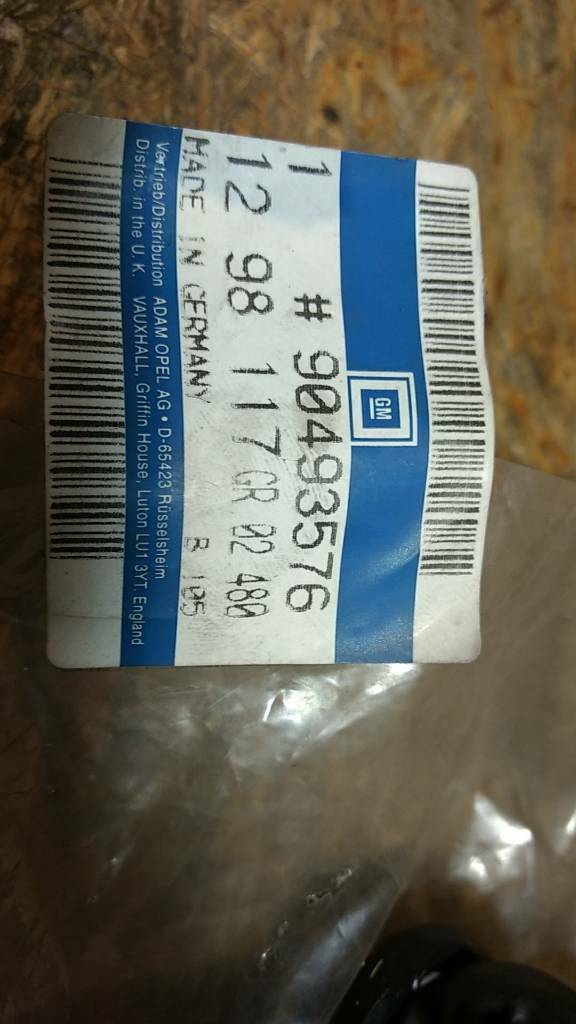 GM
1 # 90493576
12 98 117 GR 02 480
MADE IN GERMANY B 105
Vertrieb/Distribution ADAM OPEL AG • D-65423 Rüsselsheim
Distrib. in the U. K. VAUXHALL, Griffin House, Luton LU1 3YT. England